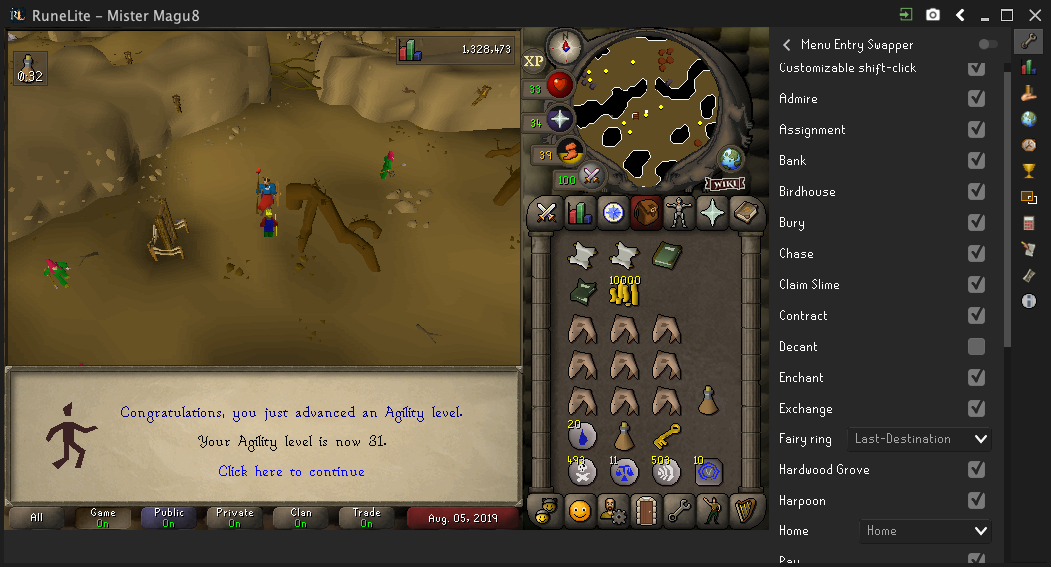 RuneLite - Mister Magu8
1,328,473
0.32
N
XP
33
34
39
100
WIKI
10000
20
493
11
503
10
Congratulations, you just advanced an Agility level.
Your Agility level is now 31.
Click here to continue
All
Game
On
Public
On
Private
On
Clan
On
Trade
On
Aug. 05, 2019
Menu Entry Swapper
Customizable shift-click
Admire
Assignment
Bank
Birdhouse
Bury
Chase
Claim Slime
Contract
Decant
Enchant
Exchange
Fairy ring
Last-Destination
Hardwood Grove
Harpoon
Home
Home
Pay